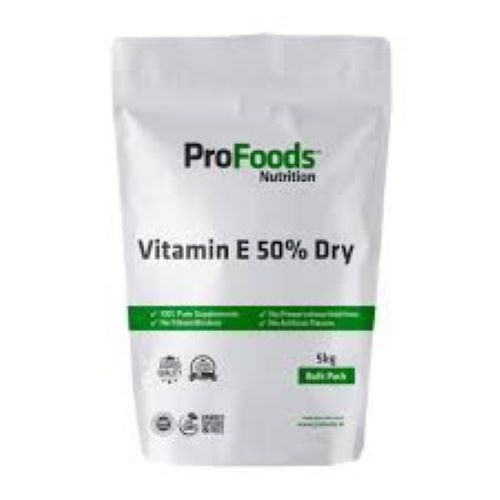 ProFoods™
Nutrition
Vitamin E 50% Dry
✓ 100% Pure Supplements
✓ No Fillers/Binders
✓ No Preservatives/Additives
✓ No Artificial Flavors
5kg
Bulk Pack